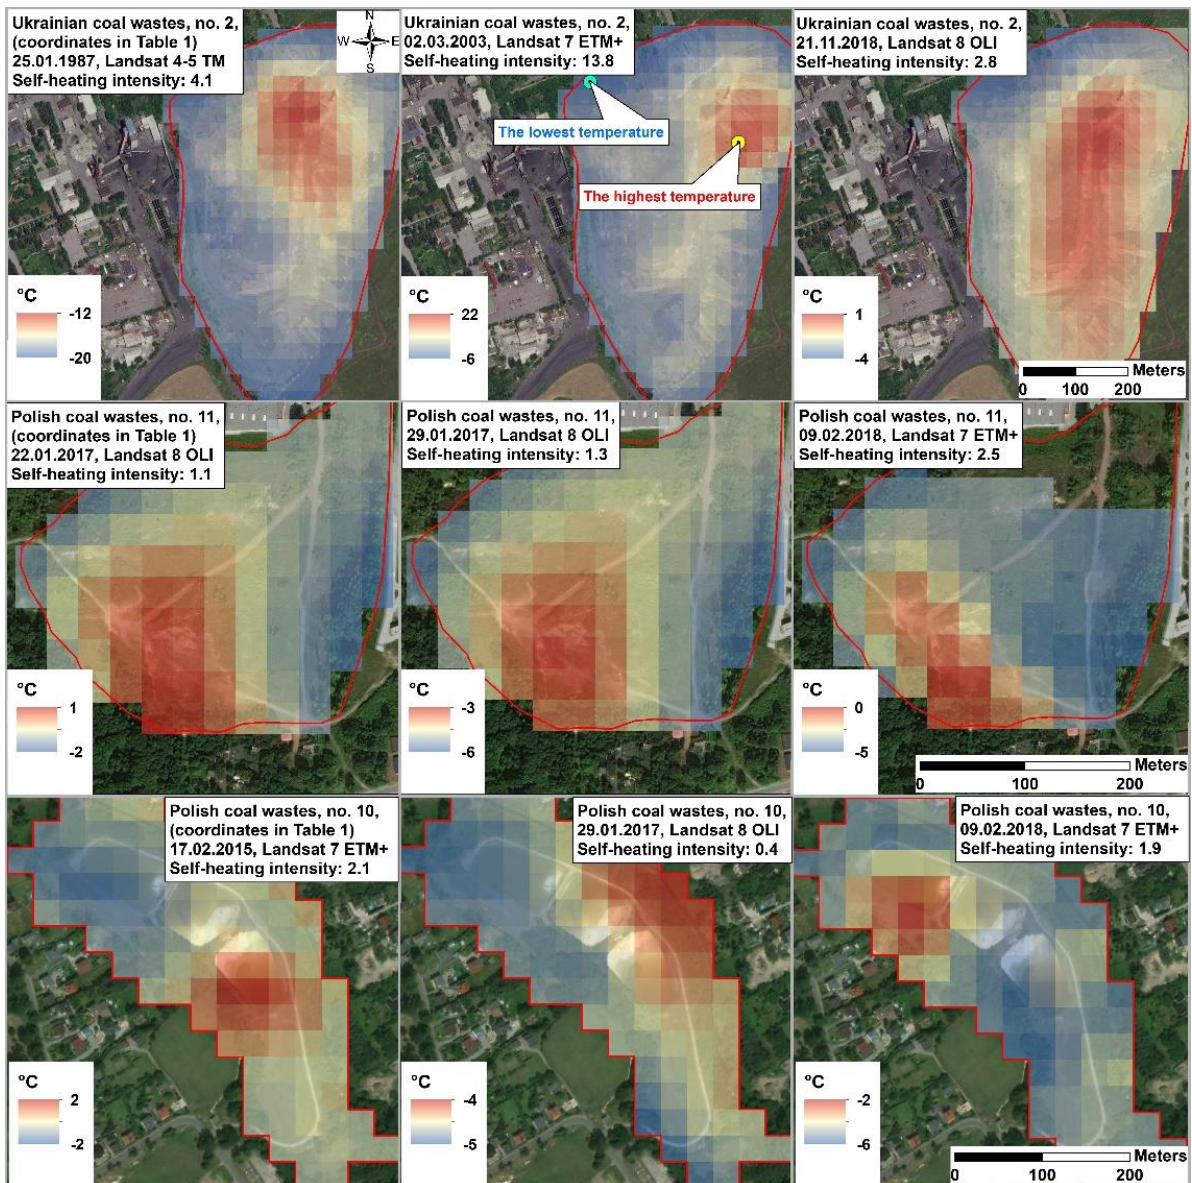 Ukrainian coal wastes, no. 2,
(coordinates in Table 1)
25.01.1987, Landsat 4-5 TM
Self-heating intensity: 4.1
N
W E
S
°C
-12
-20
Ukrainian coal wastes, no. 2,
02.03.2003, Landsat 7 ETM+
Self-heating intensity: 13.8
The lowest temperature
The highest temperature
°C
22
-6
Ukrainian coal wastes, no. 2,
21.11.2018, Landsat 8 OLI
Self-heating intensity: 2.8
°C
1
-4
Meters
0 100 200
Polish coal wastes, no. 11,
(coordinates in Table 1)
22.01.2017, Landsat 8 OLI
Self-heating intensity: 1.1
°C
1
-2
Polish coal wastes, no. 11,
29.01.2017, Landsat 8 OLI
Self-heating intensity: 1.3
°C
-3
-6
Polish coal wastes, no. 11,
09.02.2018, Landsat 7 ETM+
Self-heating intensity: 2.5
°C
0
-5
Meters
0 100 200
Polish coal wastes, no. 10,
(coordinates in Table 1)
17.02.2015, Landsat 7 ETM+
Self-heating intensity: 2.1
°C
2
-2
Polish coal wastes, no. 10,
29.01.2017, Landsat 8 OLI
Self-heating intensity: 0.4
°C
-4
-5
Polish coal wastes, no. 10,
09.02.2018, Landsat 7 ETM+
Self-heating intensity: 1.9
°C
-2
-6
Meters
0 100 200